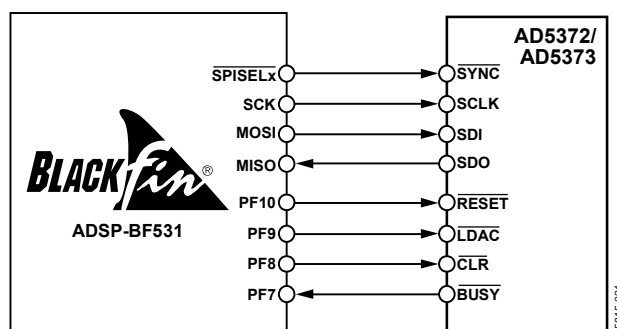 AD5372/
AD5373
SPISELx SYNC
SCK SCLK
MOSI SDI
MISO SDO
BLACKfin®
ADSP-BF531
PF10 RESET
PF9 LDAC
PF8 CLR
PF7 BUSY